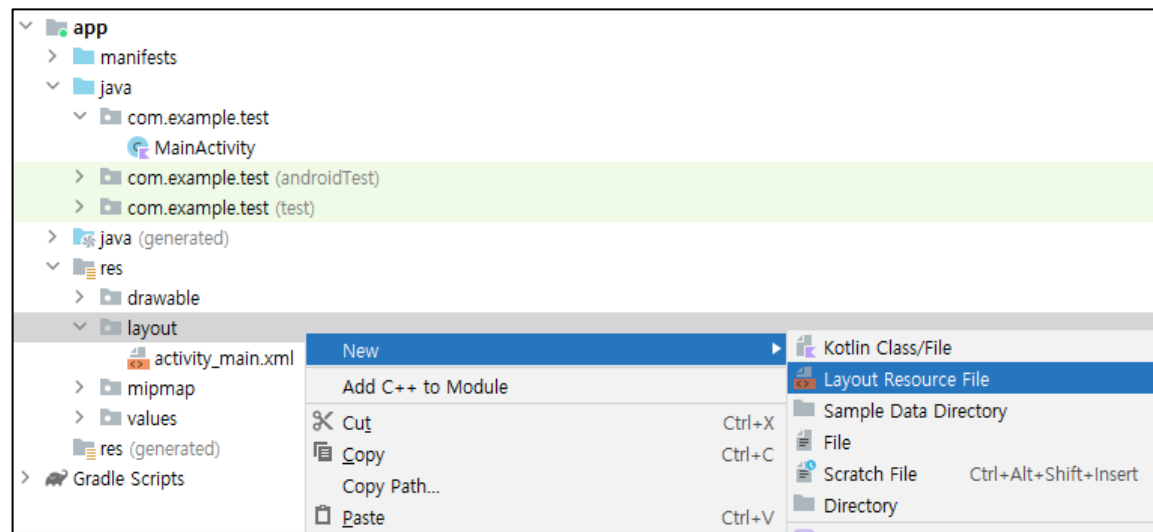 app
manifests
java
com.example.test
MainActivity
com.example.test (androidTest)
com.example.test (test)
java (generated)
res
drawable
layout
activity_main.xml
mipmap
values
res (generated)
Gradle Scripts
New
Add C++ to Module
Cut Ctrl+X
Copy Ctrl+C
Copy Path...
Paste Ctrl+V
Kotlin Class/File
Layout Resource File
Sample Data Directory
File
Scratch File Ctrl+Alt+Shift+Insert
Directory